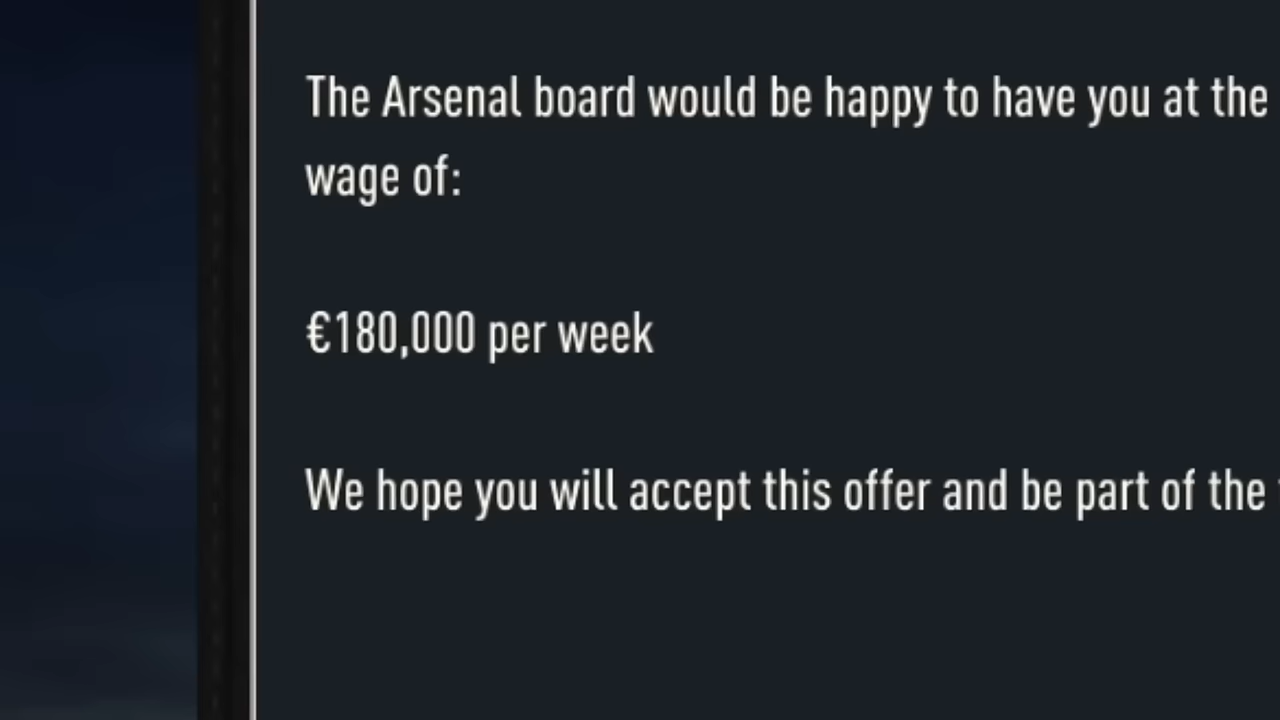 The Arsenal board would be happy to have you at the
wage of:
€180,000 per week
We hope you will accept this offer and be part of the